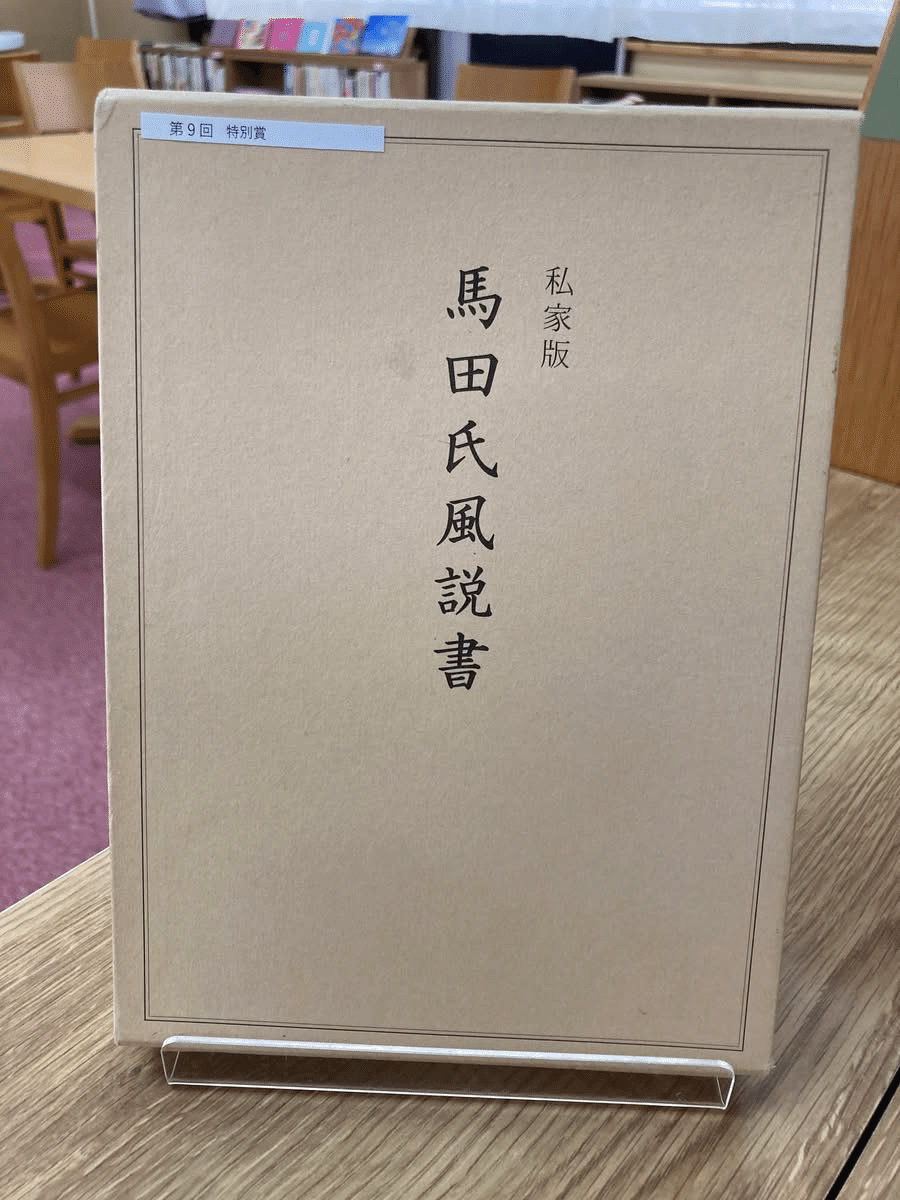 第9回 特別賞
私家版
馬田氏風説書